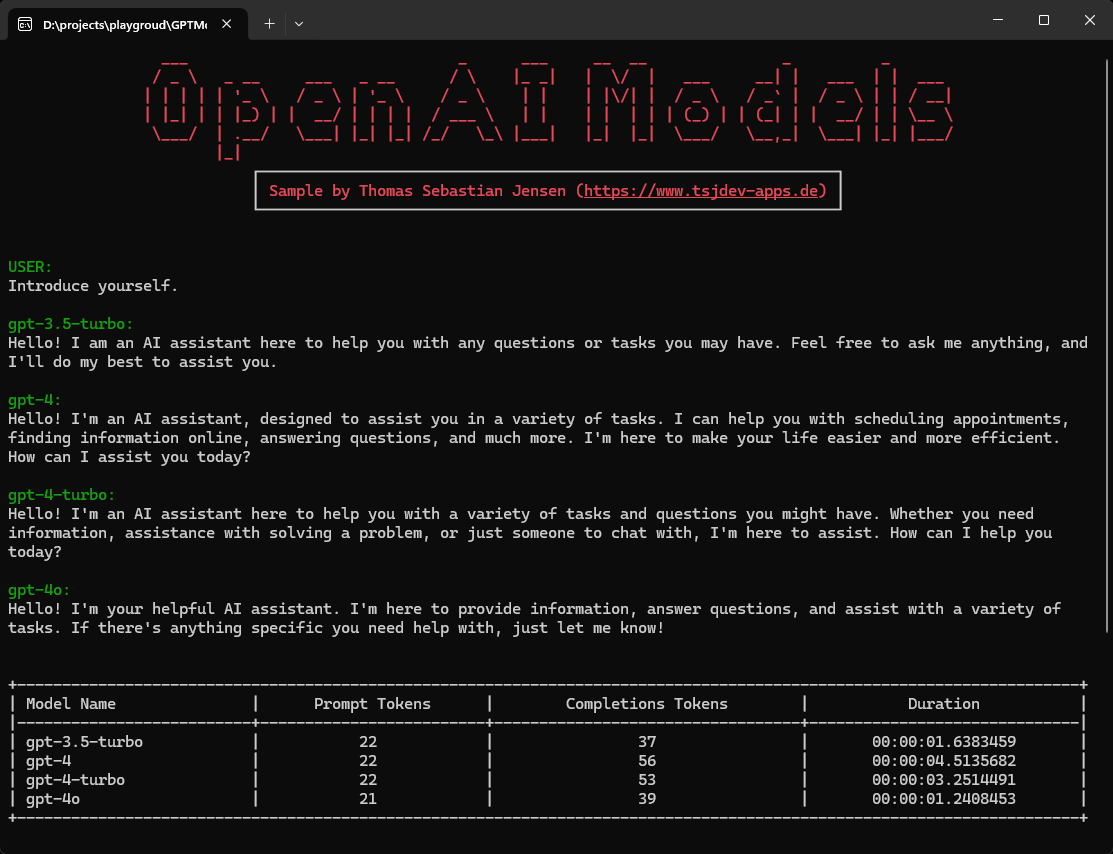 D:\projects\playgroud\GPTMo
OpenAI Models
Sample by Thomas Sebastian Jensen (https://www.tsjdev-apps.de)
USER:
Introduce yourself.
gpt-3.5-turbo:
Hello! I am an AI assistant here to help you with any questions or tasks you may have. Feel free to ask me anything, and
I'll do my best to assist you.
gpt-4:
Hello! I'm an AI assistant, designed to assist you in a variety of tasks. I can help you with scheduling appointments,
finding information online, answering questions, and much more. I'm here to make your life easier and more efficient.
How can I assist you today?
gpt-4-turbo:
Hello! I'm an AI assistant here to help you with a variety of tasks and questions you might have. Whether you need
information, assistance with solving a problem, or just someone to chat with, I'm here to assist. How can I help you
today?
gpt-4o:
Hello! I'm your helpful AI assistant. I'm here to provide information, answer questions, and assist with a variety of
tasks. If there's anything specific you need help with, just let me know!
Model Name | Prompt Tokens | Completions Tokens | Duration
gpt-3.5-turbo | 22 | 37 | 00:00:01.6383459
gpt-4 | 22 | 56 | 00:00:04.5135682
gpt-4-turbo | 22 | 53 | 00:00:03.2514491
gpt-4o | 21 | 39 | 00:00:01.2408453